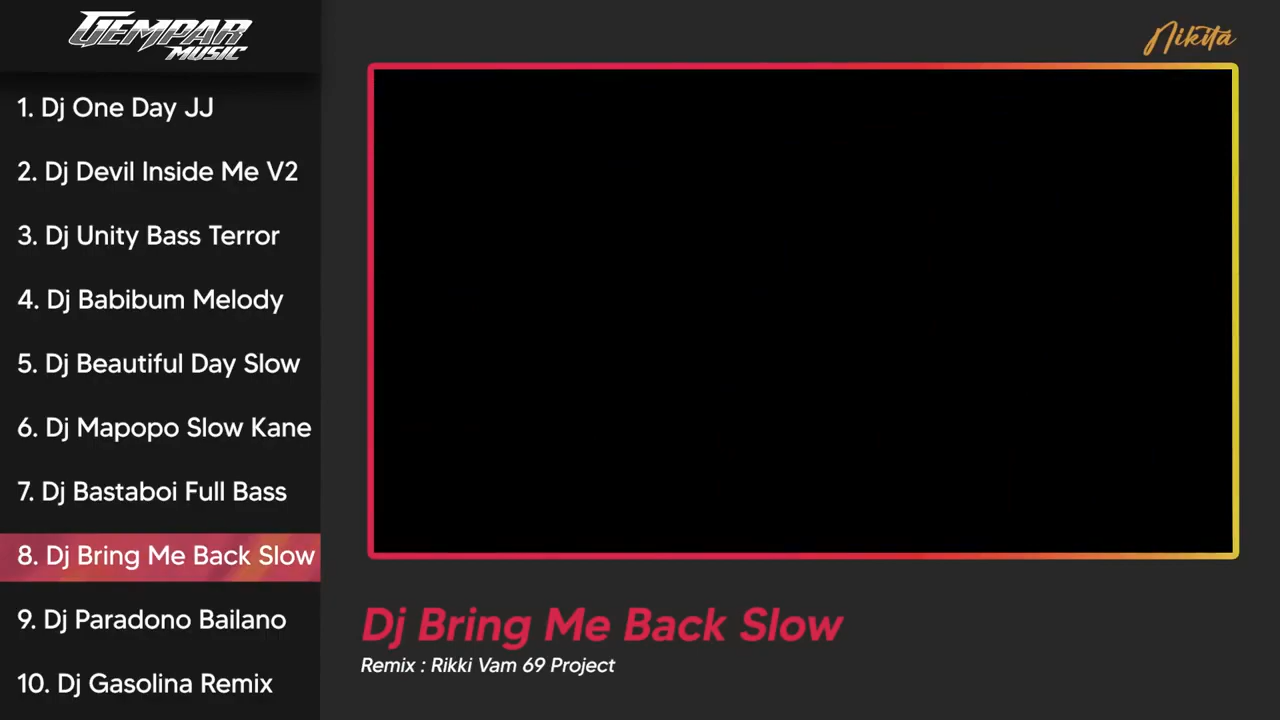 GEMPAR
MUSIC
1. Dj One Day JJ
2. Dj Devil Inside Me V2
3. Dj Unity Bass Terror
4. Dj Babibum Melody
5. Dj Beautiful Day Slow
6. Dj Mapopo Slow Kane
7. Dj Bastaboi Full Bass
8. Dj Bring Me Back Slow
9. Dj Paradono Bailano
10. Dj Gasolina Remix
Nikita
Dj Bring Me Back Slow
Remix : Rikki Vam 69 Project